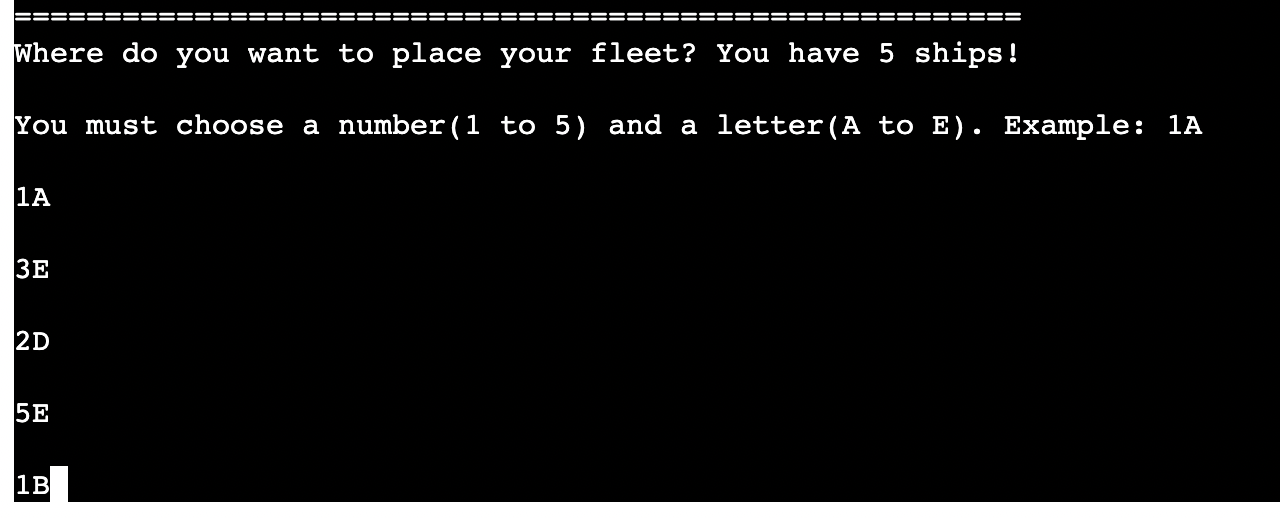 ========================================================
Where do you want to place your fleet? You have 5 ships!
You must choose a number(1 to 5) and a letter(A to E). Example: 1A
1A
3E
2D
5E
1B